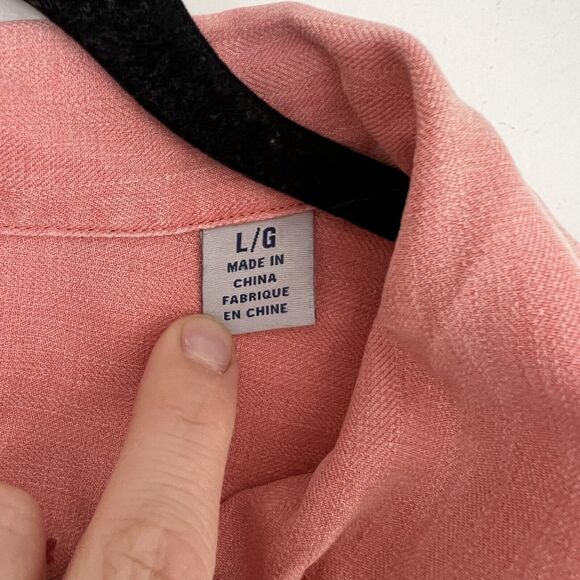 L/G
MADE IN
CHINA
FABRIQUE
EN CHINE